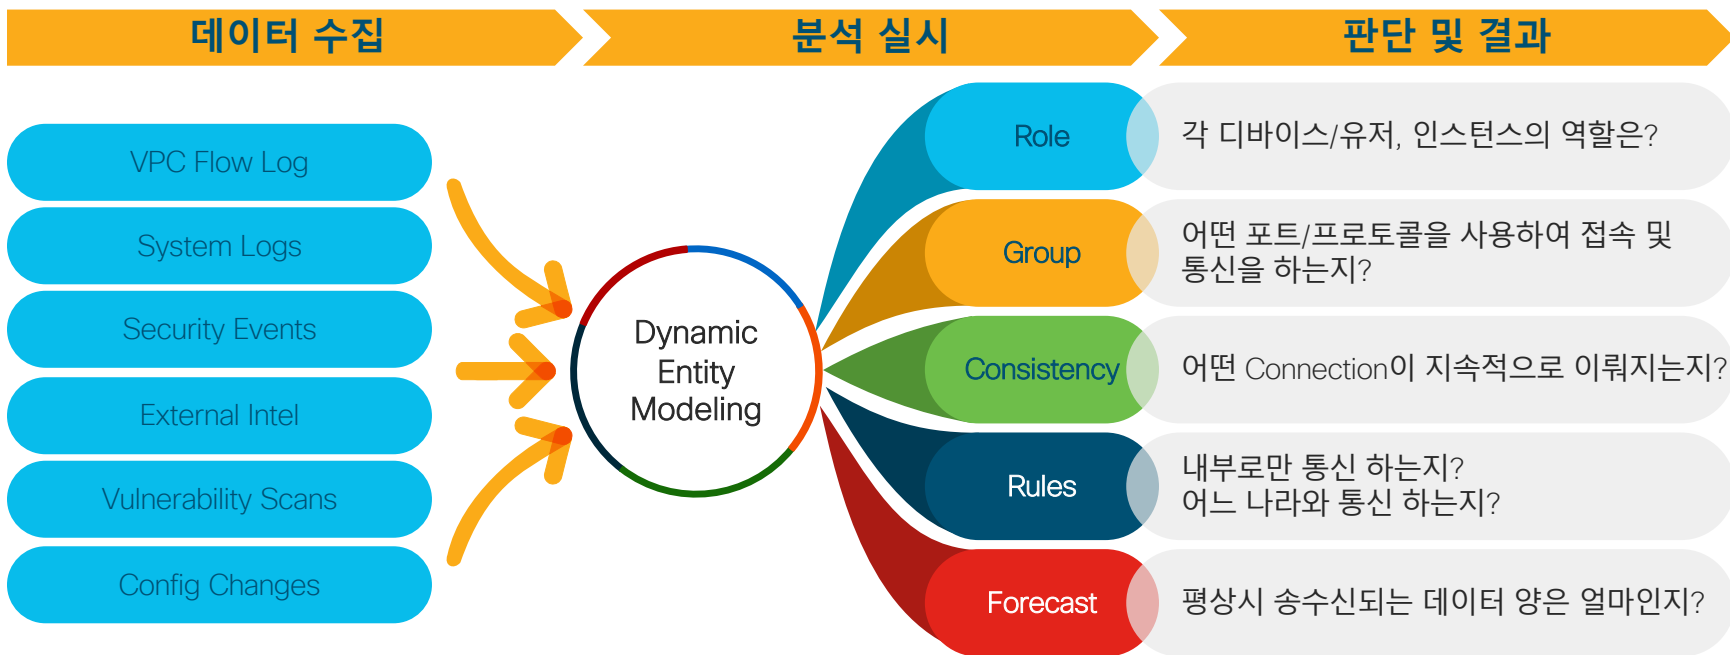 데이터 수집
분석 실시
판단 및 결과
VPC Flow Log
System Logs
Security Events
External Intel
Vulnerability Scans
Config Changes
Dynamic
Entity
Modeling
Role
각 디바이스/유저, 인스턴스의 역할은?
Group
어떤 포트/프로토콜을 사용하여 접속 및
통신을 하는지?
Consistency
어떤 Connection이 지속적으로 이뤄지는지?
Rules
내부로만 통신 하는지?
어느 나라와 통신 하는지?
Forecast
평상시 송수신되는 데이터 양은 얼마인지?